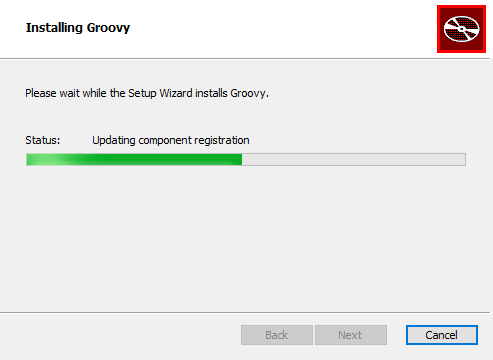 Installing Groovy
Please wait while the Setup Wizard installs Groovy.
Status: Updating component registration
Back Next Cancel